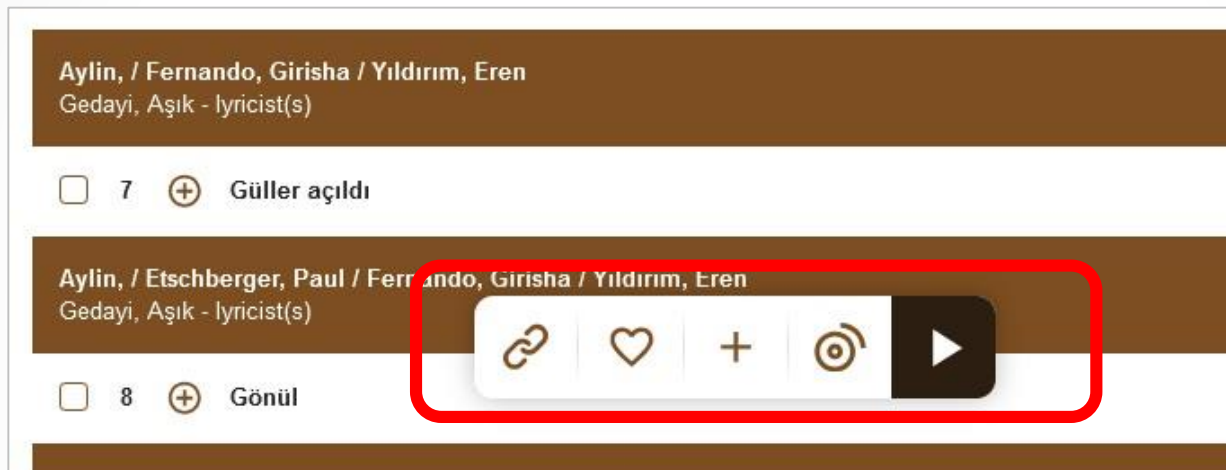 Aylin, / Fernando, Girisha / Yıldırım, Eren
Gedayi, Aşık - lyricist(s)
7 Güller açıldı
Aylin, / Etschberger, Paul / Fernando, Girisha / Yıldırım, Eren
Gedayi, Aşık - lyricist(s)
8 Gönül